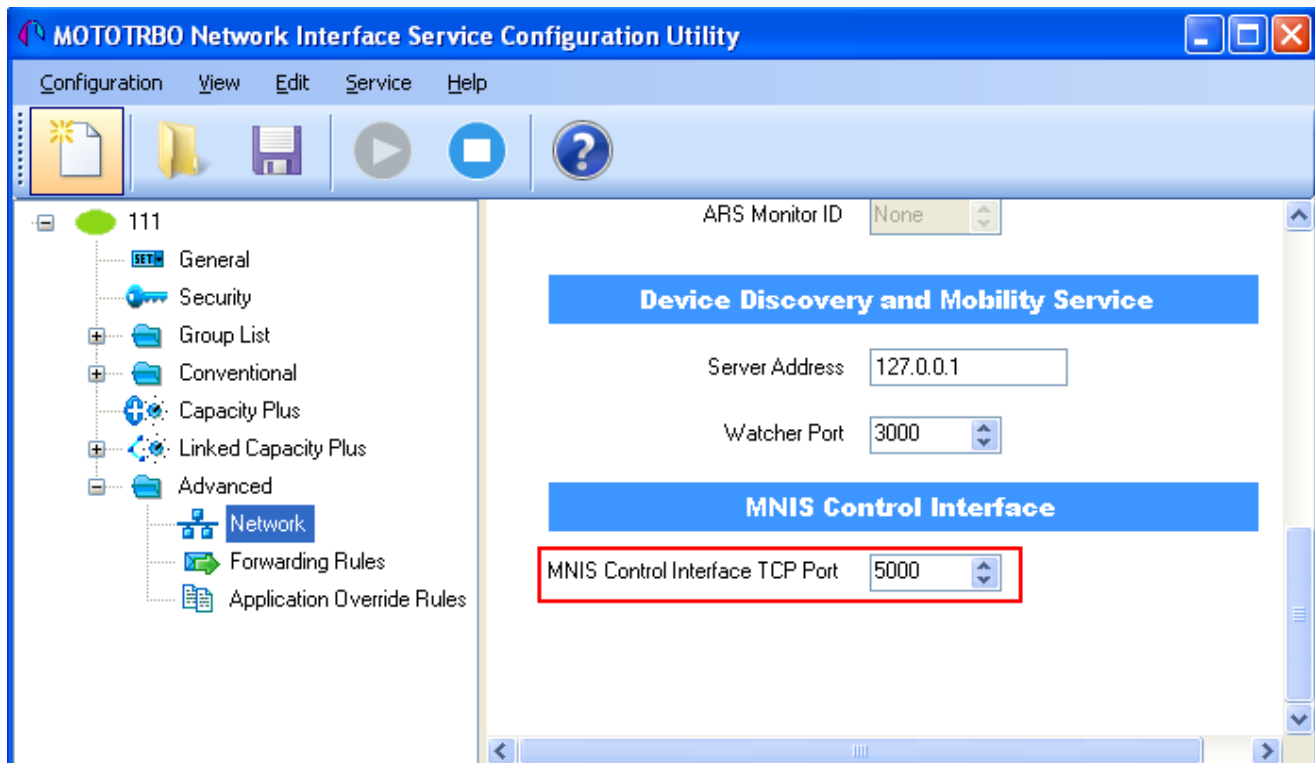 MOTOTRBO Network Interface Service Configuration Utility
Configuration View Edit Service Help
111
General
Security
Group List
Conventional
Capacity Plus
Linked Capacity Plus
Advanced
Network
Forwarding Rules
Application Override Rules
ARS Monitor ID None
Device Discovery and Mobility Service
Server Address 127.0.0.1
Watcher Port 3000
MNIS Control Interface
MNIS Control Interface TCP Port 5000